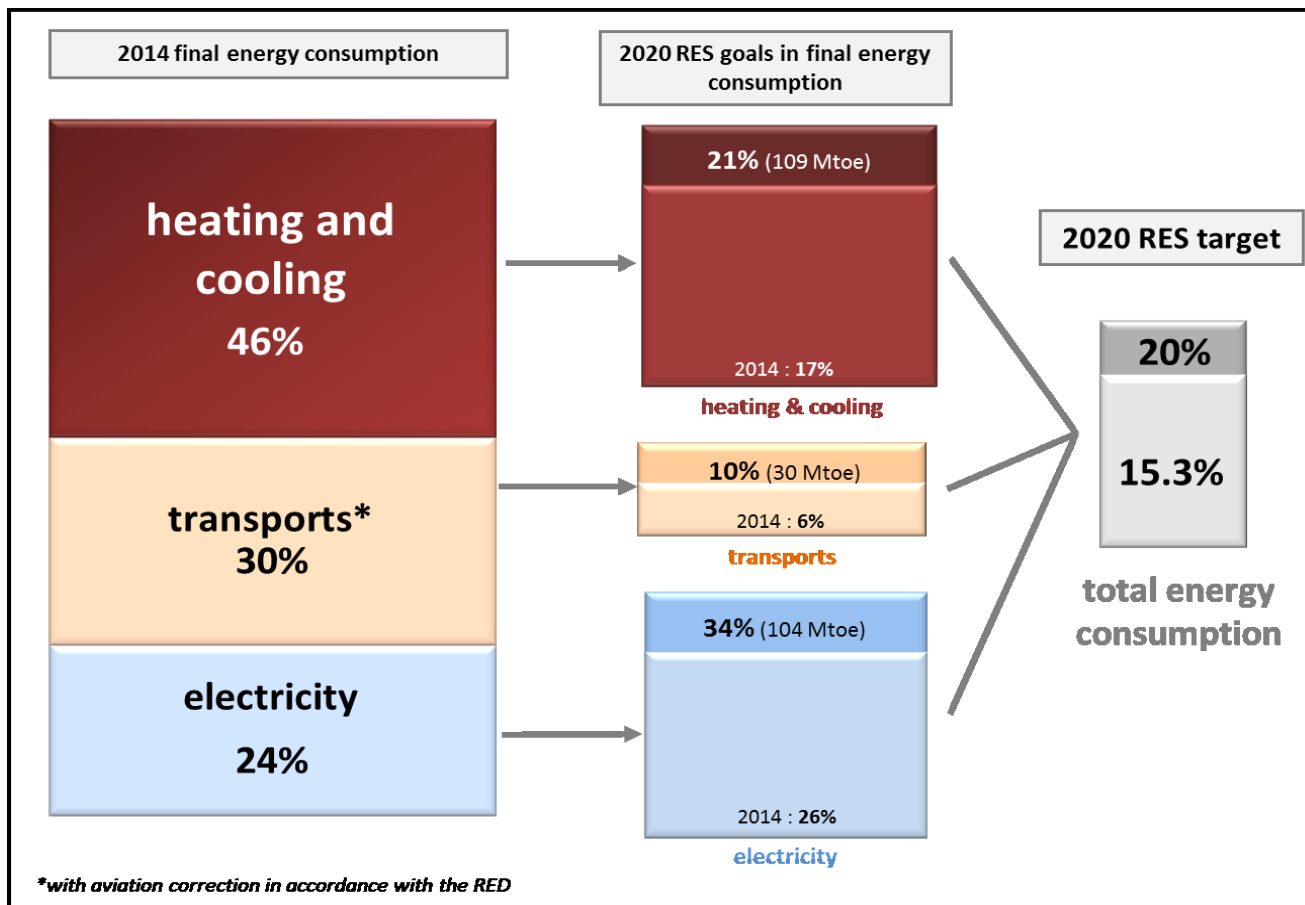 2014 final energy consumption
heating and
cooling
46%
transports*
30%
electricity
24%
2020 RES goals in final energy
consumption
21% (109 Mtoe)
2014 : 17%
heating & cooling
10% (30 Mtoe)
2014 : 6%
transports
34% (104 Mtoe)
2014 : 26%
electricity
2020 RES target
20%
15.3%
total energy
consumption
*with aviation correction in accordance with the RED